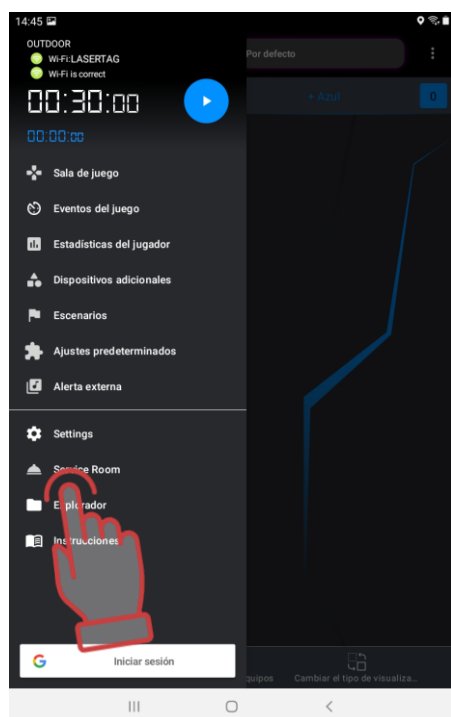 14:45
OUTDOOR
Wi-Fi:LASERTAG
Wi-Fi is correct
Por defecto
00:30:00
+ Azul
0
00:00:00
Sala de juego
Eventos del juego
Estadísticas del jugador
Dispositivos adicionales
Escenarios
Ajustes predeterminados
Alerta externa
Settings
Service Room
Explorador
Instrucciones
G
Iniciar sesión
quipos
Cambiar el tipo de visualiza...